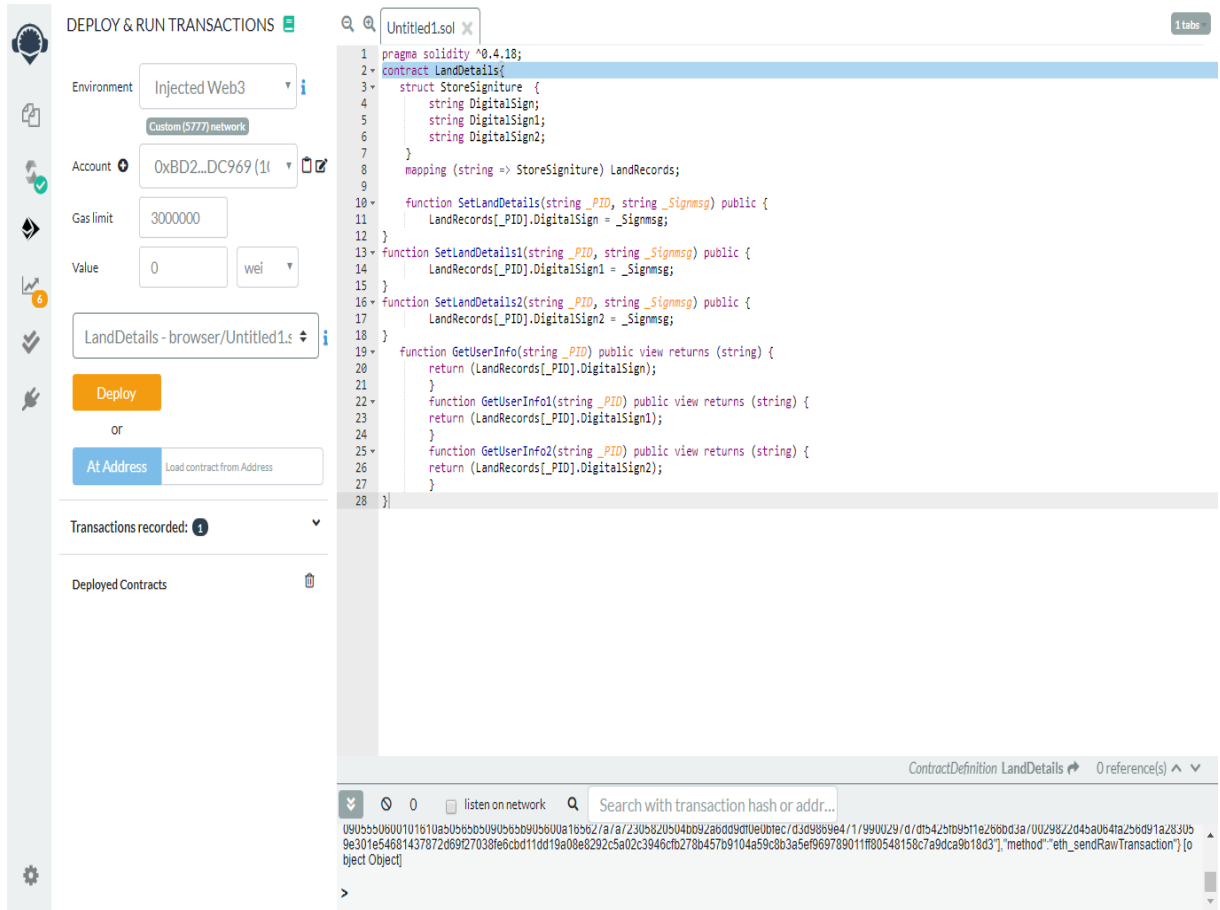 DEPLOY & RUN TRANSACTIONS
Environment Injected Web3
Custom (5777) network
Account 0xBD2...DC969 (1(
Gas limit 3000000
Value 0 wei
6
LandDetails - browser/Untitled1.s
Deploy
or
At Address Load contract from Address
Transactions recorded: 1
Deployed Contracts
Untitled1.sol
1 tabs
1 pragma solidity ^0.4.18;
2 contract LandDetails{
3 struct StoreSigniture {
4 string DigitalSign;
5 string DigitalSign1;
6 string DigitalSign2;
7 }
8 mapping (string => StoreSigniture) LandRecords;
9
10 function SetLandDetails(string _PID, string _Signmsg) public {
11 LandRecords[_PID].DigitalSign = _Signmsg;
12 }
13 function SetLandDetails1(string _PID, string _Signmsg) public {
14 LandRecords[_PID].DigitalSign1 = _Signmsg;
15 }
16 function SetLandDetails2(string _PID, string _Signmsg) public {
17 LandRecords[_PID].DigitalSign2 = _Signmsg;
18 }
19 function GetUserInfo(string _PID) public view returns (string) {
20 return (LandRecords[_PID].DigitalSign);
21 }
22 function GetUserInfo1(string _PID) public view returns (string) {
23 return (LandRecords[_PID].DigitalSign1);
24 }
25 function GetUserInfo2(string _PID) public view returns (string) {
26 return (LandRecords[_PID].DigitalSign2);
27 }
28 }
ContractDefinition LandDetails 0 reference(s)
0 listen on network Search with transaction hash or addr...
9e301e54681437872d69f27038fe6cbd11dd19a08e8292c5a02c3946cfb278b457b9104a59c8b3a5ef969789011ff80548158c7a9dca9b18d3"],"method":"eth_sendRawTransaction"} [o
bject Object]
>